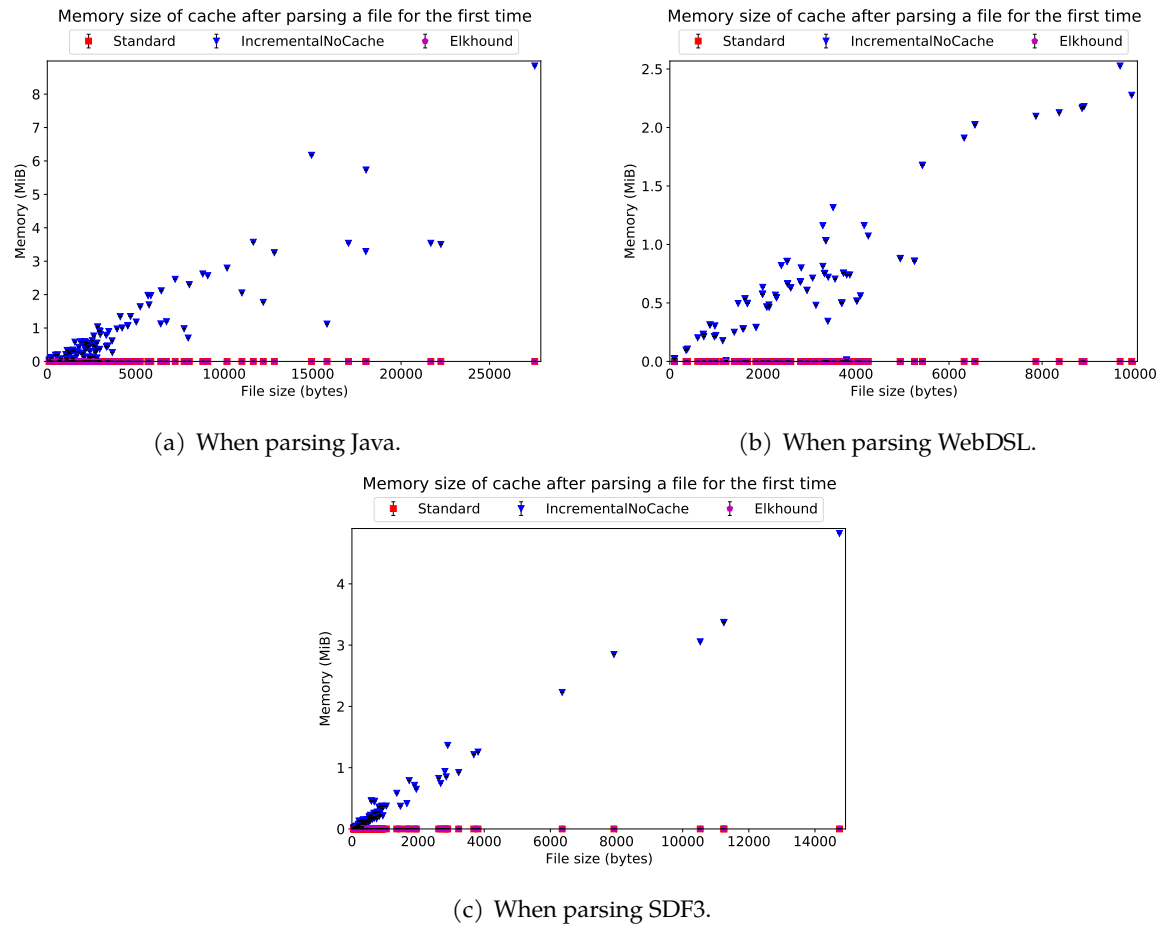 Memory size of cache after parsing a file for the first time
Standard IncrementalNoCache Elkhound
8
7
6
5
4
3
2
1
0
Memory (MiB)
0 5000 10000 15000 20000 25000
File size (bytes)
(a) When parsing Java.
Memory size of cache after parsing a file for the first time
Standard IncrementalNoCache Elkhound
2.5
2.0
1.5
1.0
0.5
0.0
Memory (MiB)
0 2000 4000 6000 8000 10000
File size (bytes)
(b) When parsing WebDSL.
Memory size of cache after parsing a file for the first time
Standard IncrementalNoCache Elkhound
4
3
2
1
0
Memory (MiB)
0 2000 4000 6000 8000 10000 12000 14000
File size (bytes)
(c) When parsing SDF3.